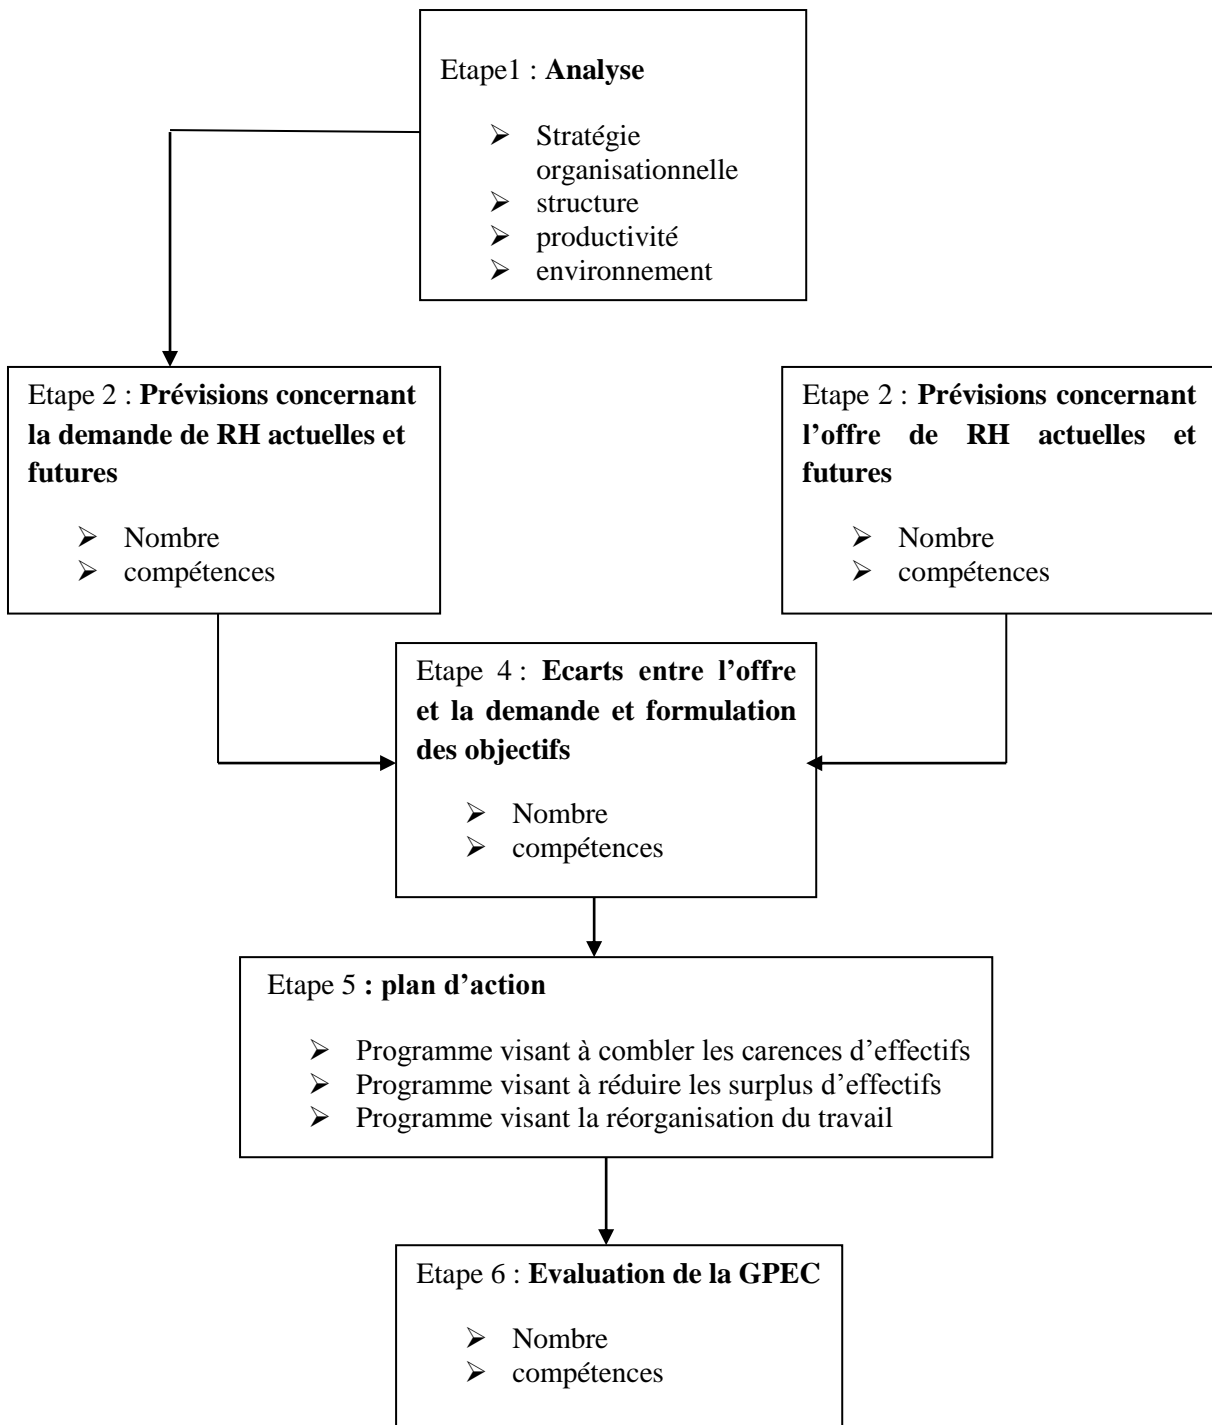 Etape1 : Analyse
➢ Stratégie
organisationnelle
➢ structure
➢ productivité
➢ environnement
Etape 2 : Prévisions concernant
la demande de RH actuelles et
futures
➢ Nombre
➢ compétences
Etape 2 : Prévisions concernant
l’offre de RH actuelles et
futures
➢ Nombre
➢ compétences
Etape 4 : Ecarts entre l’offre
et la demande et formulation
des objectifs
➢ Nombre
➢ compétences
Etape 5 : plan d’action
➢ Programme visant à combler les carences d’effectifs
➢ Programme visant à réduire les surplus d’effectifs
➢ Programme visant la réorganisation du travail
Etape 6 : Evaluation de la GPEC
➢ Nombre
➢ compétences